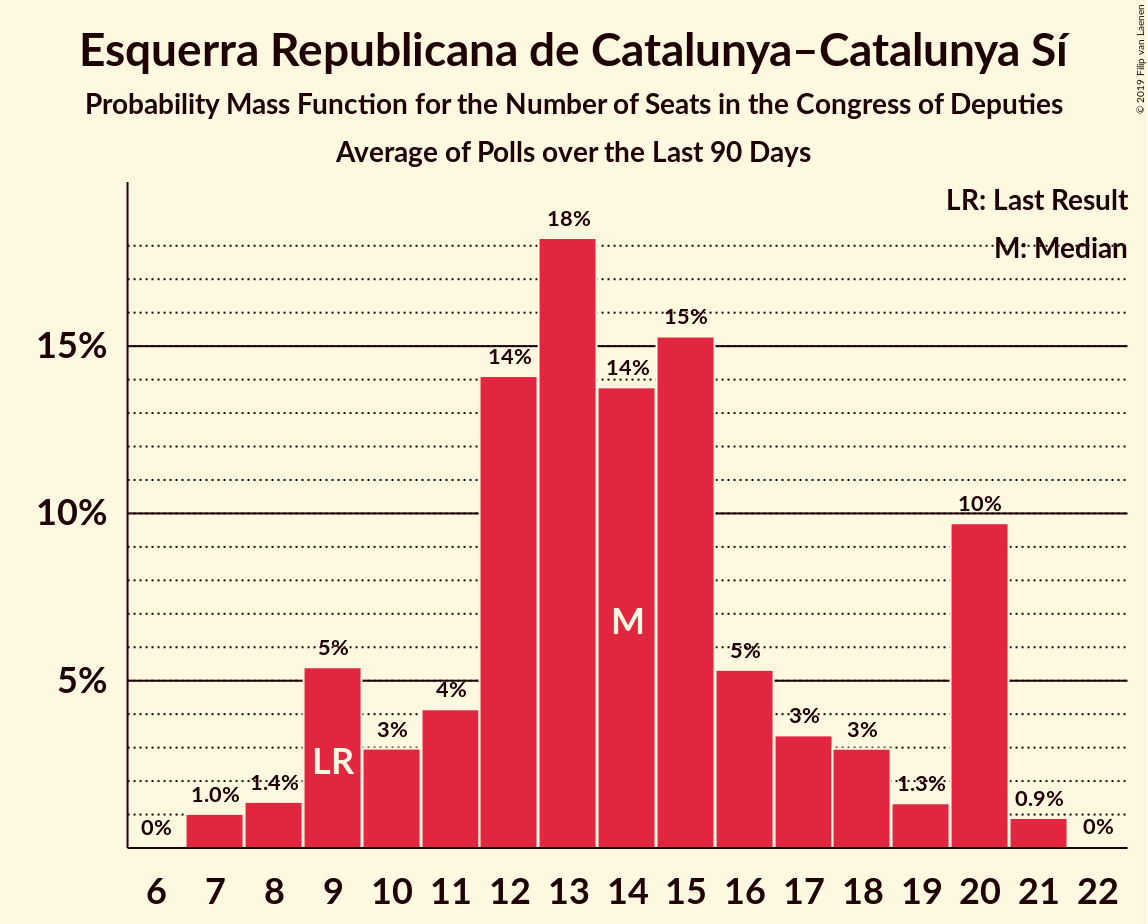 Esquerra Republicana de Catalunya–Catalunya Sí
Probability Mass Function for the Number of Seats in the Congress of Deputies
Average of Polls over the Last 90 Days
© 2019 Filip van Laenen
LR: Last Result
M: Median
15%
10%
5%
0%
1.0%
1.4%
5%
3%
4%
14%
18%
14%
15%
5%
3%
3%
1.3%
10%
0.9%
0%
LR
M
6 7 8 9 10 11 12 13 14 15 16 17 18 19 20 21 22